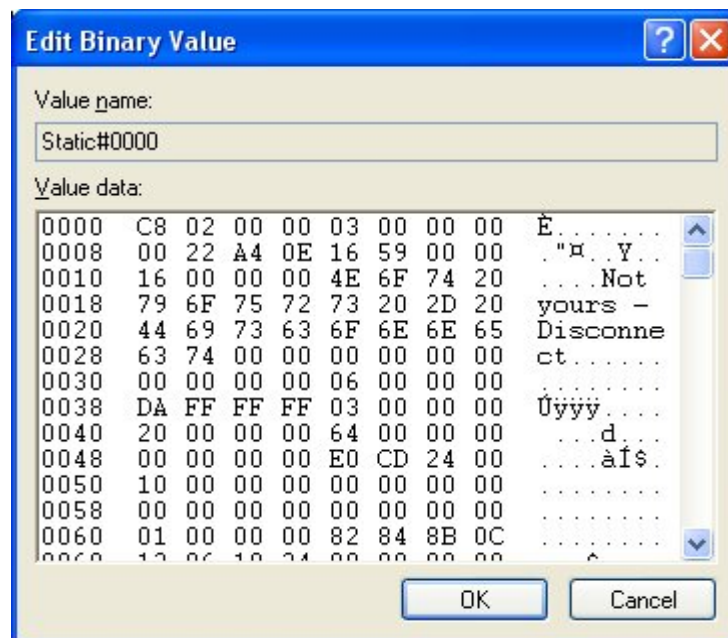 Edit Binary Value
Value name:
Static#0000
Value data:
0000 C8 02 00 00 03 00 00 00 È.......
0008 00 22 A4 0E 16 59 00 00 ."¤..Y..
0010 16 00 00 00 4E 6F 74 20 ....Not
0018 79 6F 75 72 73 20 2D 20 yours -
0020 44 69 73 63 6F 6E 6E 65 Disconne
0028 63 74 00 00 00 00 00 00 ct......
0030 00 00 00 00 06 00 00 00 ........
0038 DA FF FF FF 03 00 00 00 Úÿÿÿ....
0040 20 00 00 00 64 00 00 00 ...d...
0048 00 00 00 00 E0 CD 24 00 ....àÍ$.
0050 10 00 00 00 00 00 00 00 ........
0058 00 00 00 00 00 00 00 00 ........
0060 01 00 00 00 82 84 8B 0C ........
OK Cancel